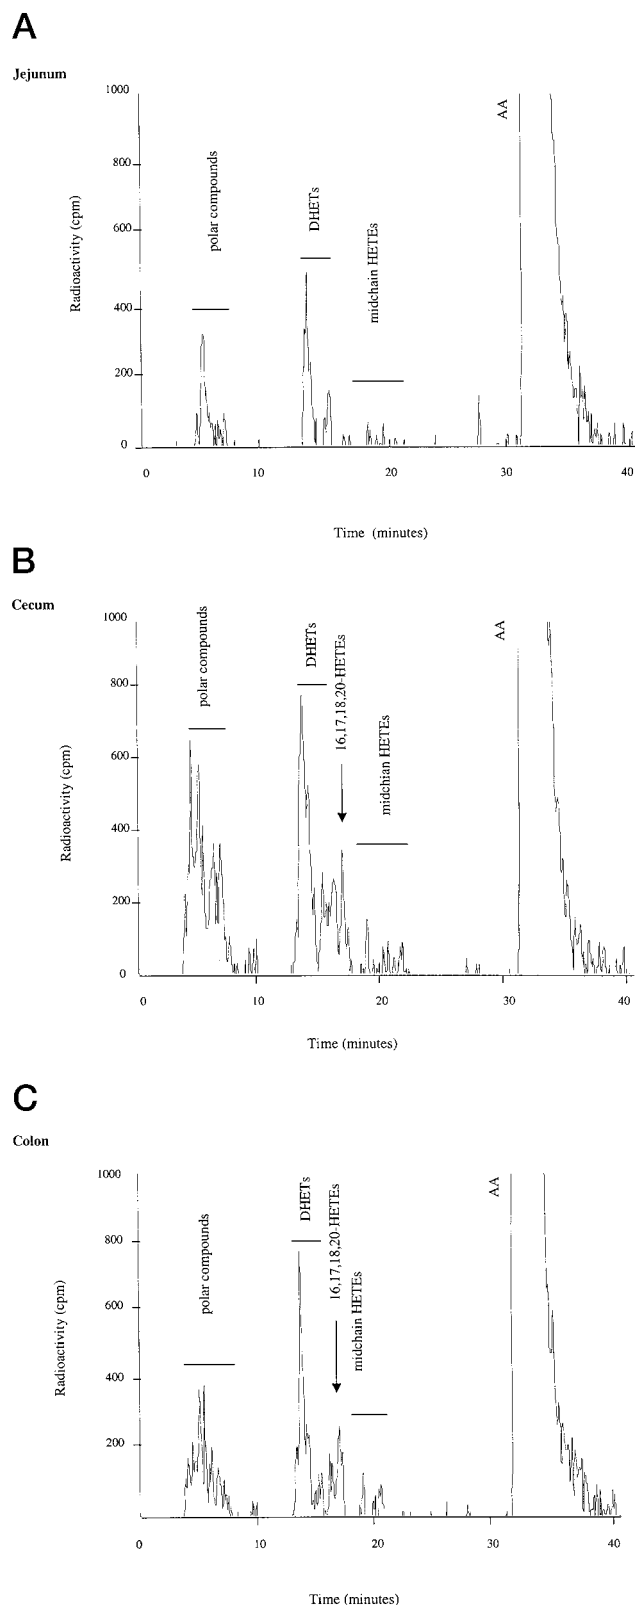 A
Jejunum
1000
800
600
400
200
0
Radioactivity (cpm)
polar compounds
DHETs
midchain HETEs
AA
0 10 20 30 40
Time (minutes)
B
Cecum
1000
800
600
400
200
0
Radioactivity (cpm)
polar compounds
DHETs
16,17,18,20-HETEs
midchian HETEs
AA
0 10 20 30 40
Time (minutes)
C
Colon
1000
800
600
400
200
Radioactivity (cpm)
polar compounds
DHETs
16,17,18,20-HETEs
midchain HETEs
AA
0 10 20 30 40
Time (minutes)